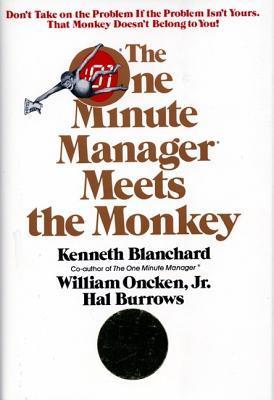 Don't Take on the Problem If the Problem Isn't Yours.
That Monkey Doesn't Belong to You!
The
One
Minute
Manager®
Meets
the Monkey
Kenneth Blanchard
Co-author of The One Minute Manager®
William Oncken, Jr.
Hal Burrows